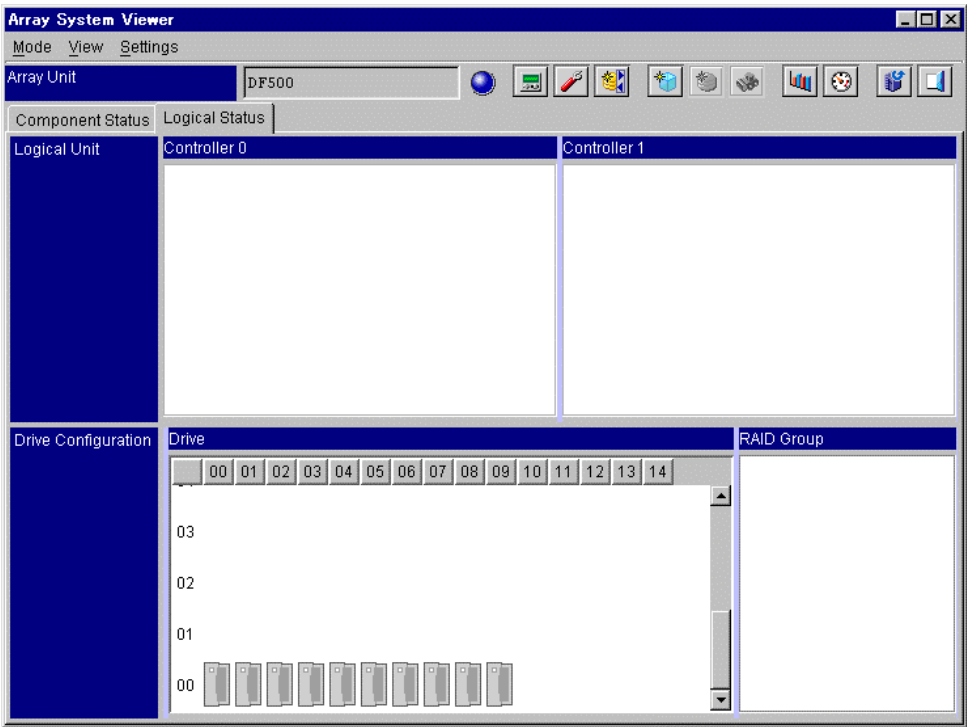 Array System Viewer
Mode View Settings
Array Unit
DF500
Component Status Logical Status
Logical Unit
Controller 0
Controller 1
Drive Configuration
Drive
RAID Group
00 01 02 03 04 05 06 07 08 09 10 11 12 13 14
03
02
01
00